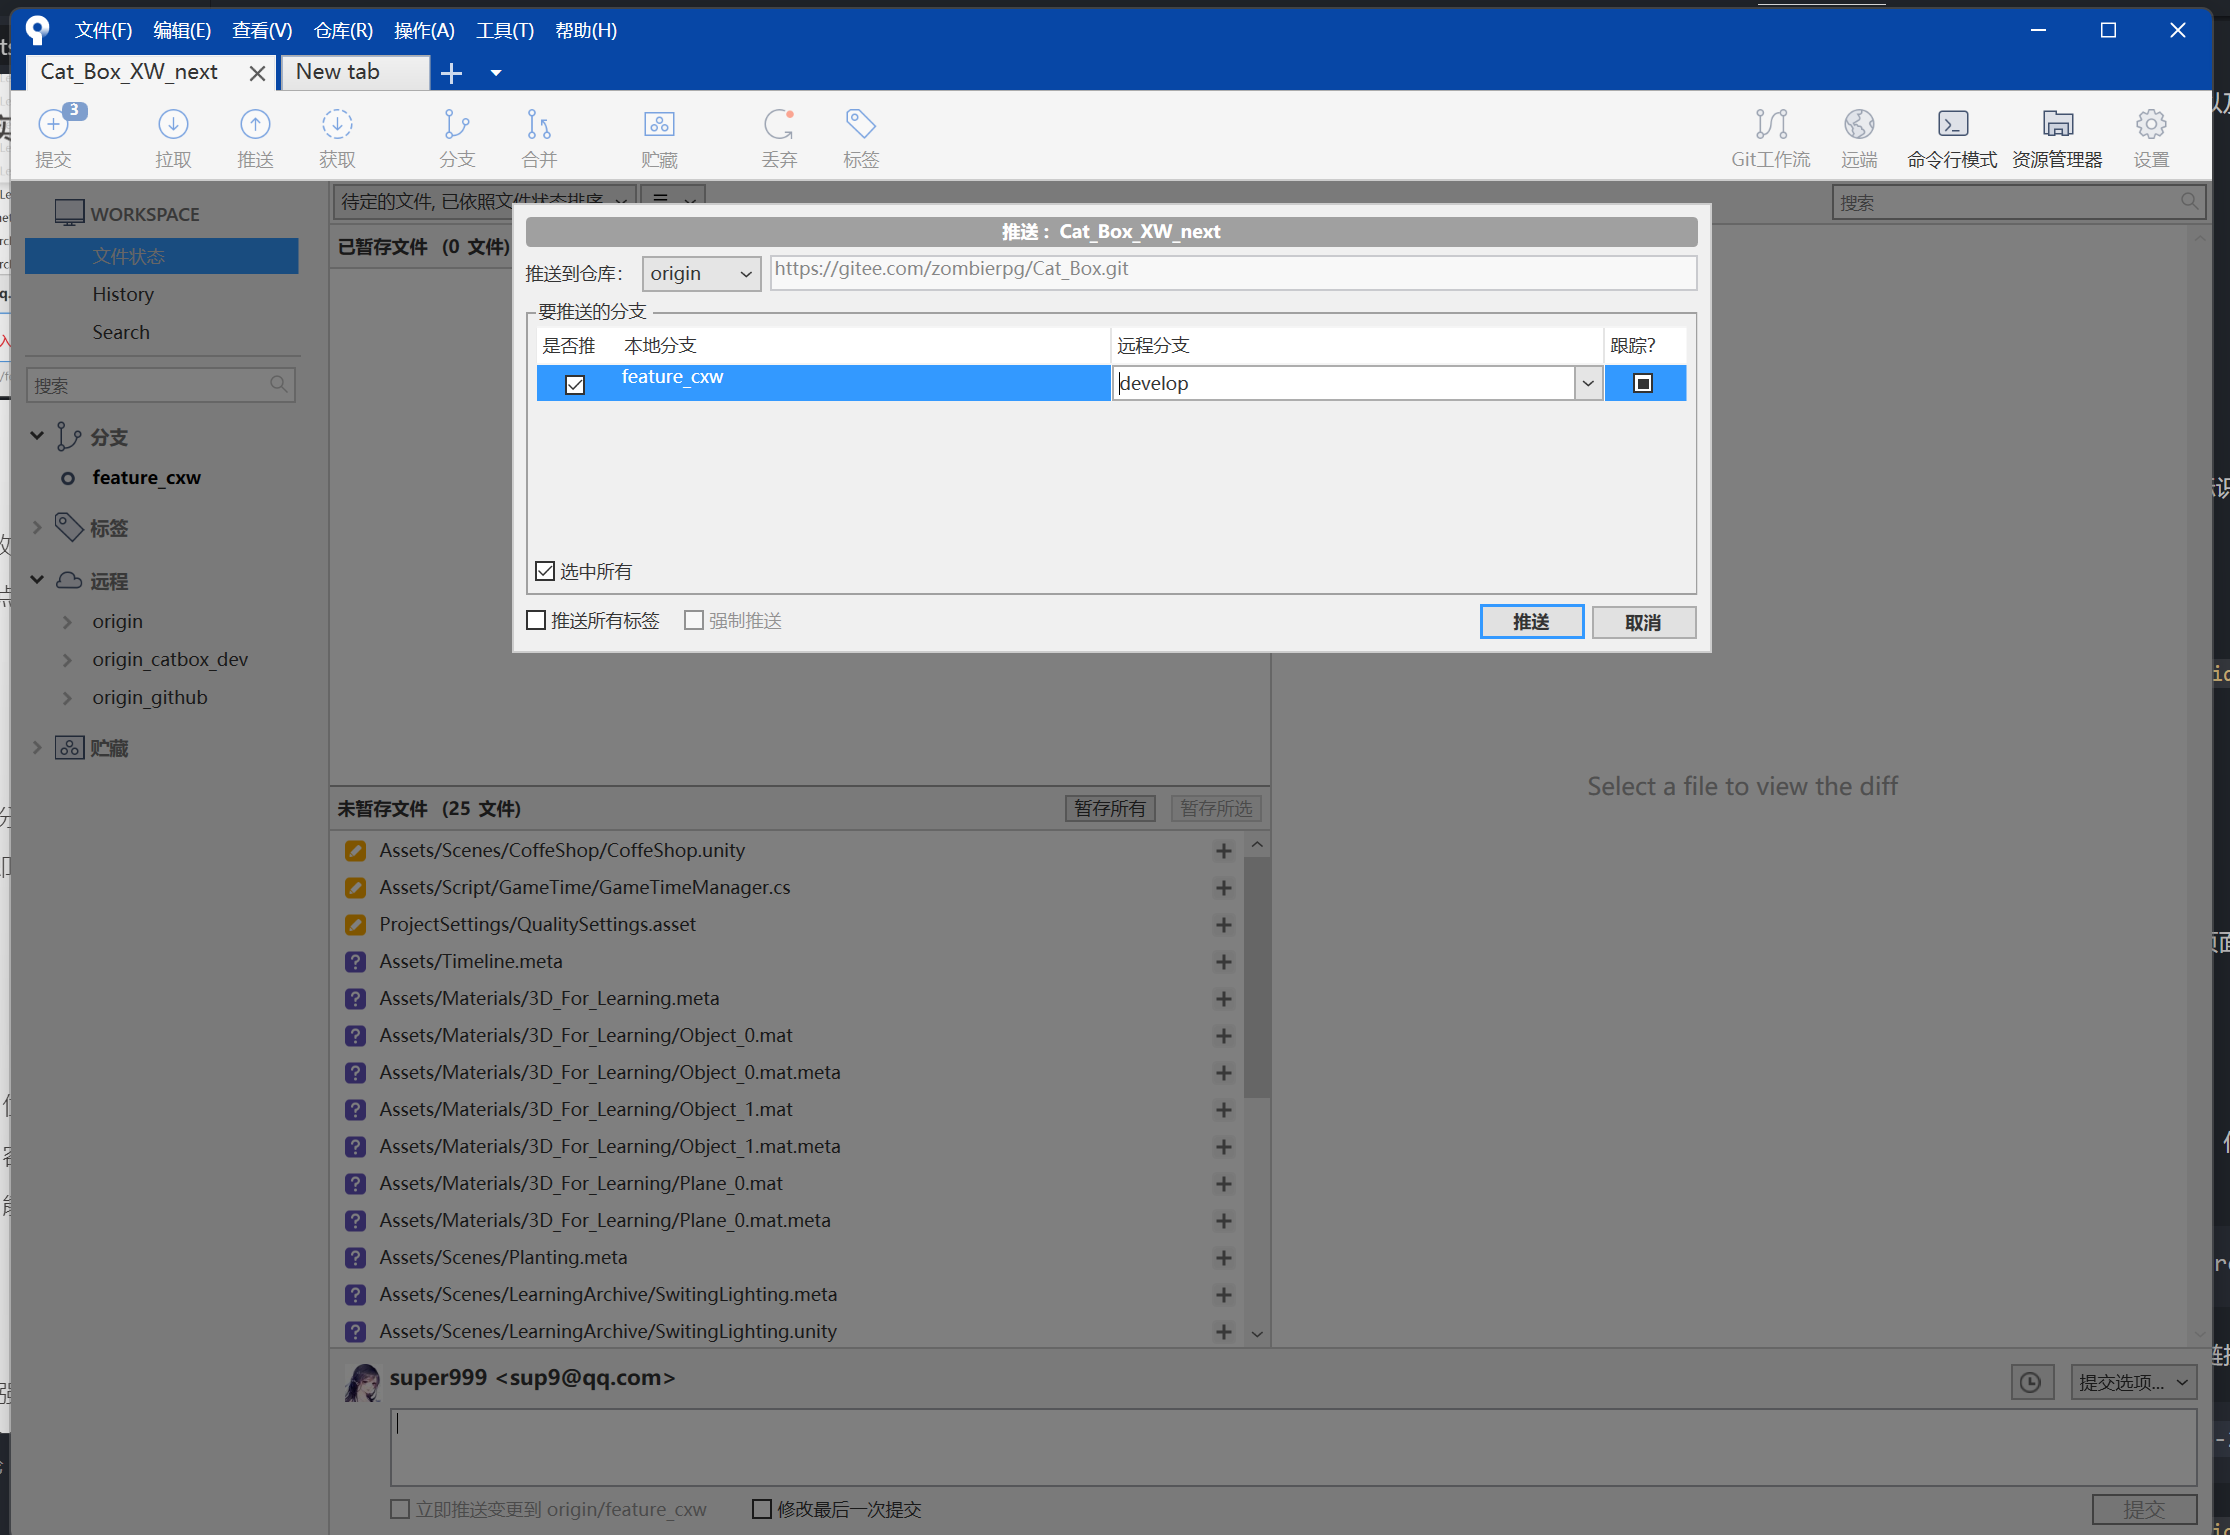 文件(F) 编辑(E) 查看(V) 仓库(R) 操作(A) 工具(T) 帮助(H)
Cat_Box_XW_next
New tab
3
提交 拉取 推送 获取 分支 合并 贮藏 丢弃 标签 Git工作流 远端 命令行模式 资源管理器 设置
WORKSPACE
文件状态
History
Search
搜索
分支
feature_cxw
标签
远程
origin
origin_catbox_dev
origin_github
贮藏
待定的文件, 已依照文件状态排序
搜索
已暂存文件 (0 文件)
推送 : Cat_Box_XW_next
推送到仓库: origin https://gitee.com/zombierpg/Cat_Box.git
要推送的分支
是否推 本地分支 远程分支 跟踪?
feature_cxw develop
选中所有
推送所有标签 强制推送 推送 取消
Select a file to view the diff
未暂存文件 (25 文件) 暂存所有 暂存所选
Assets/Scenes/CoffeShop/CoffeShop.unity
Assets/Script/GameTime/GameTimeManager.cs
ProjectSettings/QualitySettings.asset
Assets/Timeline.meta
Assets/Materials/3D_For_Learning.meta
Assets/Materials/3D_For_Learning/Object_0.mat
Assets/Materials/3D_For_Learning/Object_0.mat.meta
Assets/Materials/3D_For_Learning/Object_1.mat
Assets/Materials/3D_For_Learning/Object_1.mat.meta
Assets/Materials/3D_For_Learning/Plane_0.mat
Assets/Materials/3D_For_Learning/Plane_0.mat.meta
Assets/Scenes/Planting.meta
Assets/Scenes/LearningArchive/SwitingLighting.meta
Assets/Scenes/LearningArchive/SwitingLighting.unity
super999 <sup9@qq.com>
提交选项...
立即推送变更到 origin/feature_cxw 修改最后一次提交 提交